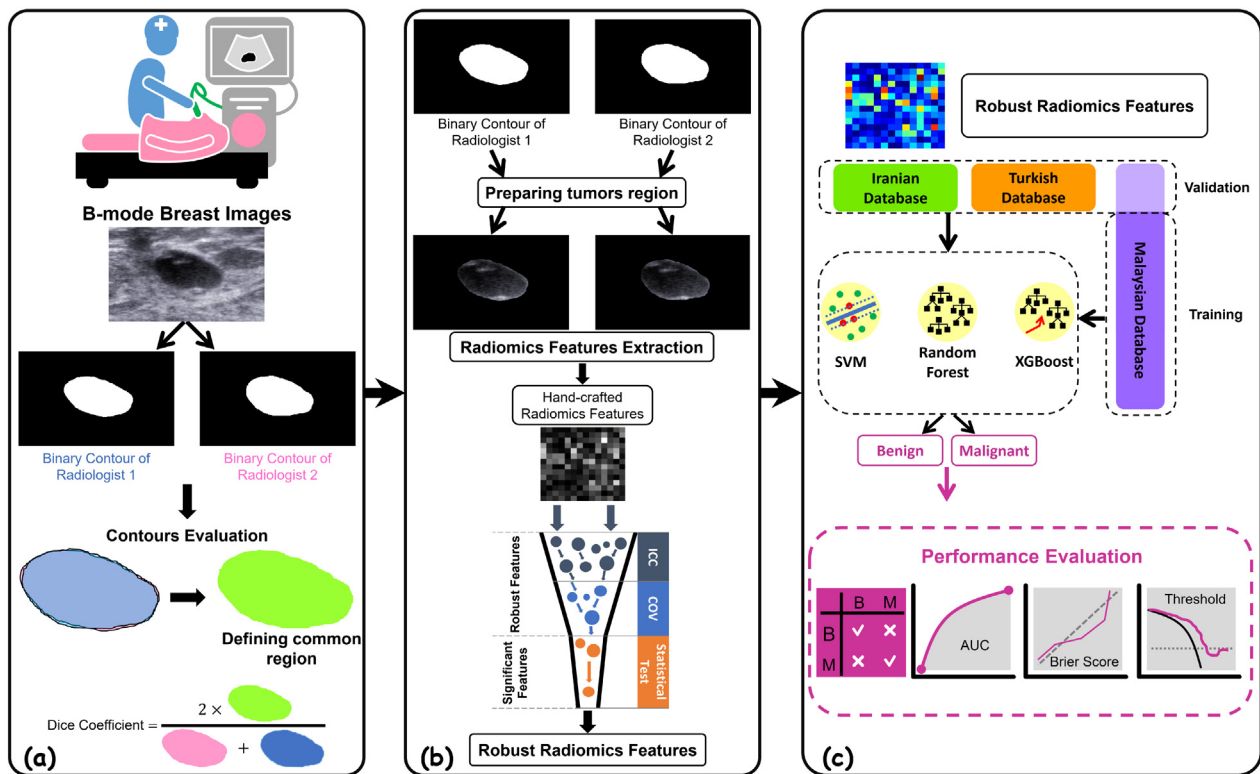 B-mode Breast Images
Binary Contour of
Radiologist 1
Binary Contour of
Radiologist 2
Contours Evaluation
Defining common
region
Dice Coefficient =
2 ×
+
(a)
Binary Contour of
Radiologist 1
Binary Contour of
Radiologist 2
Preparing tumors region
Radiomics Features Extraction
Hand-crafted
Radiomics Features
Robust Features
ICC
COV
Significant
Features
Statistical
Test
Robust Radiomics Features
(b)
Robust Radiomics Features
Iranian
Database
Turkish
Database
Validation
Malaysian Database
Training
SVM
Random
Forest
XGBoost
Benign
Malignant
Performance Evaluation
B M
B
M
AUC
Brier Score
Threshold
(c)